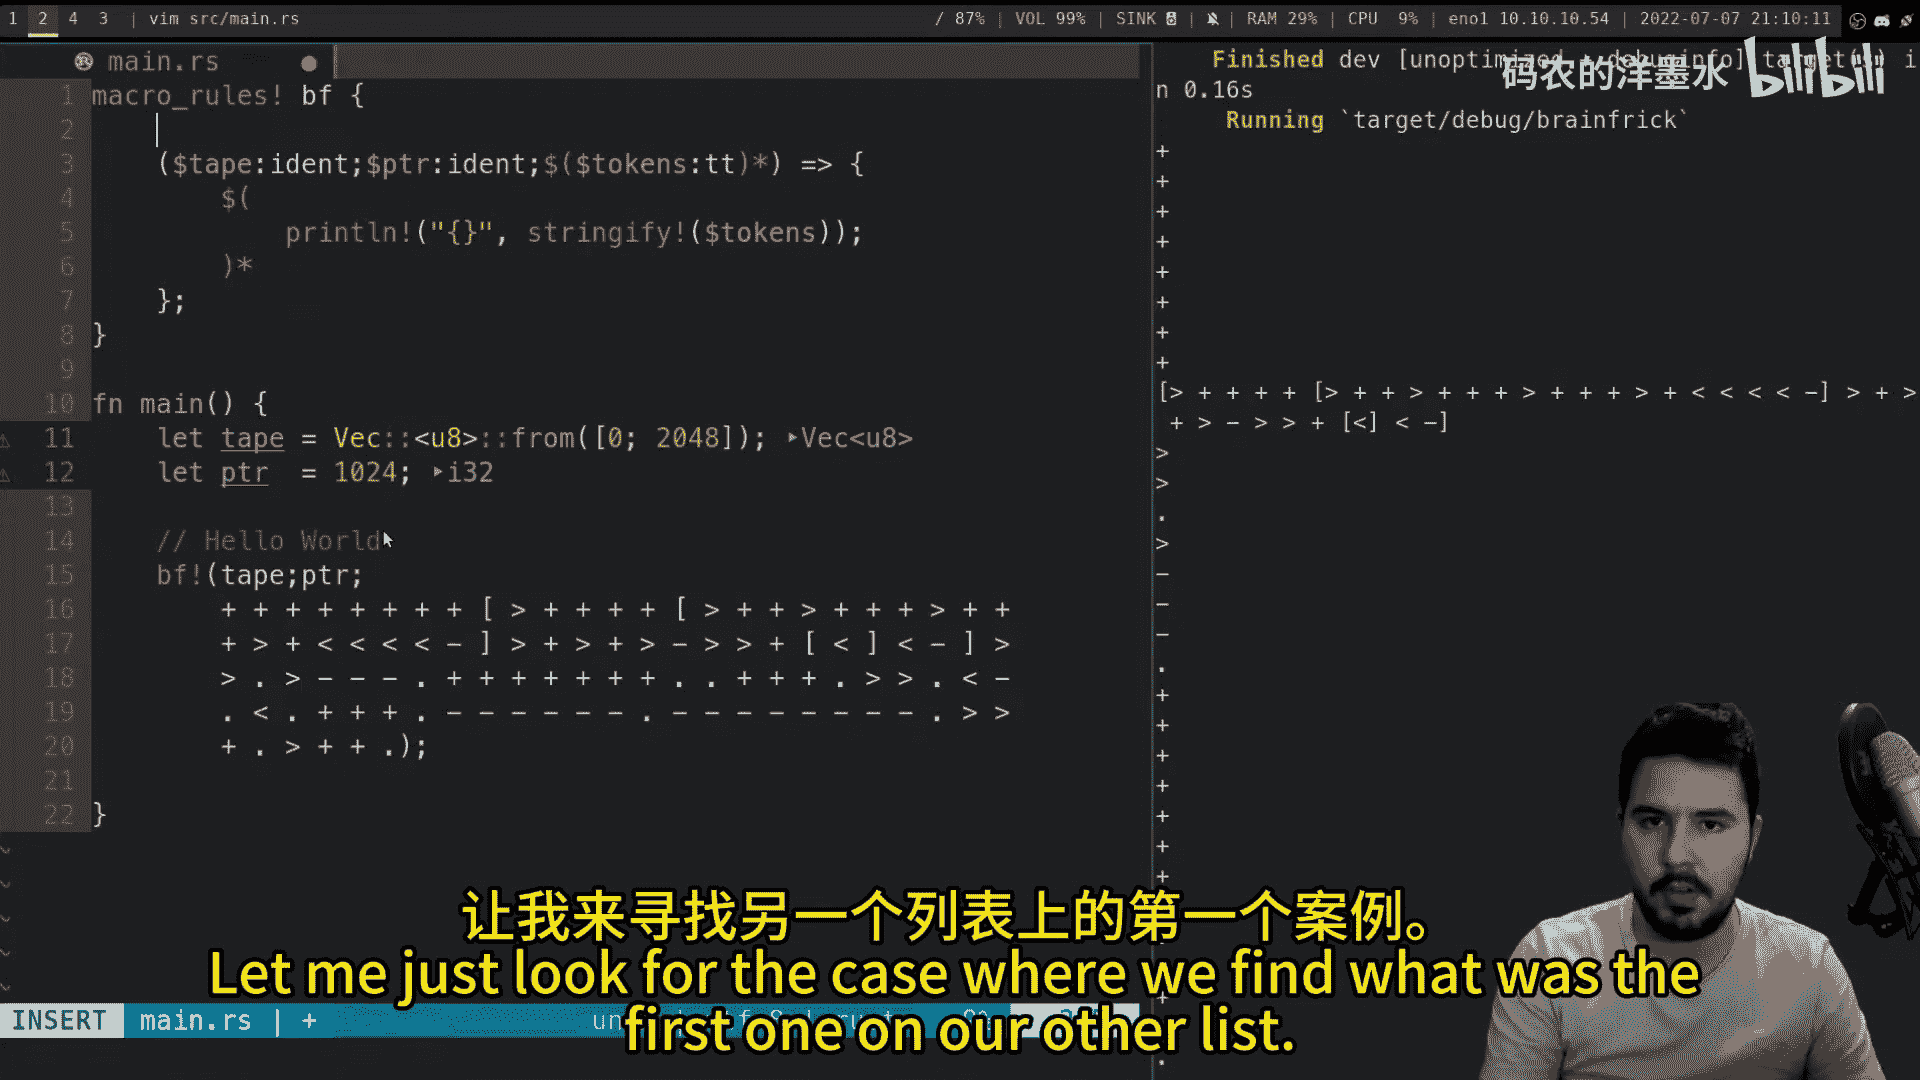 1 2 4 3 | vim src/main.rs
/ 87% | VOL 99% | SINK | RAM 29% | CPU 9% | eno1 10.10.10.54 | 2022-07-07 21:10:11
main.rs
1 macro_rules! bf {
2
3 ($tape:ident;$ptr:ident;$($tokens:tt)*) => {
4 $(
5 println!("{}", stringify!($tokens));
6 )*
7 };
8 }
9
10 fn main() {
11 let tape = Vec::<u8>::from([0; 2048]); ▸Vec<u8>
12 let ptr = 1024; ▸i32
13
14 // Hello World
15 bf!(tape;ptr;
16 + + + + + + + + [ > + + + + [ > + + > + + + > + +
17 + > + < < < < - ] > + > + > - > > + [ < ] < - ] >
18 > . > - - - . + + + + + + + . . + + + . > > . < -
19 . < . + + + . - - - - - - . - - - - - - - - . > >
20 + . > + + .);
21
22 }
Finished dev [unoptimized + debuginfo] target(s) i
n 0.16s
Running `target/debug/brainfrick`
+
+
+
+
+
+
+
+
[> + + + + [> + + > + + + > + + + > + < < < < -] > + >
+ > - > > + [<] < -]
>
>
.
>
-
-
-
.
+
+
+
+
+
+
+
码农的洋墨水 bilibili
让我来寻找另一个列表上的第一个案例。
Let me just look for the case where we find what was the
first one on our other list.
INSERT main.rs | +